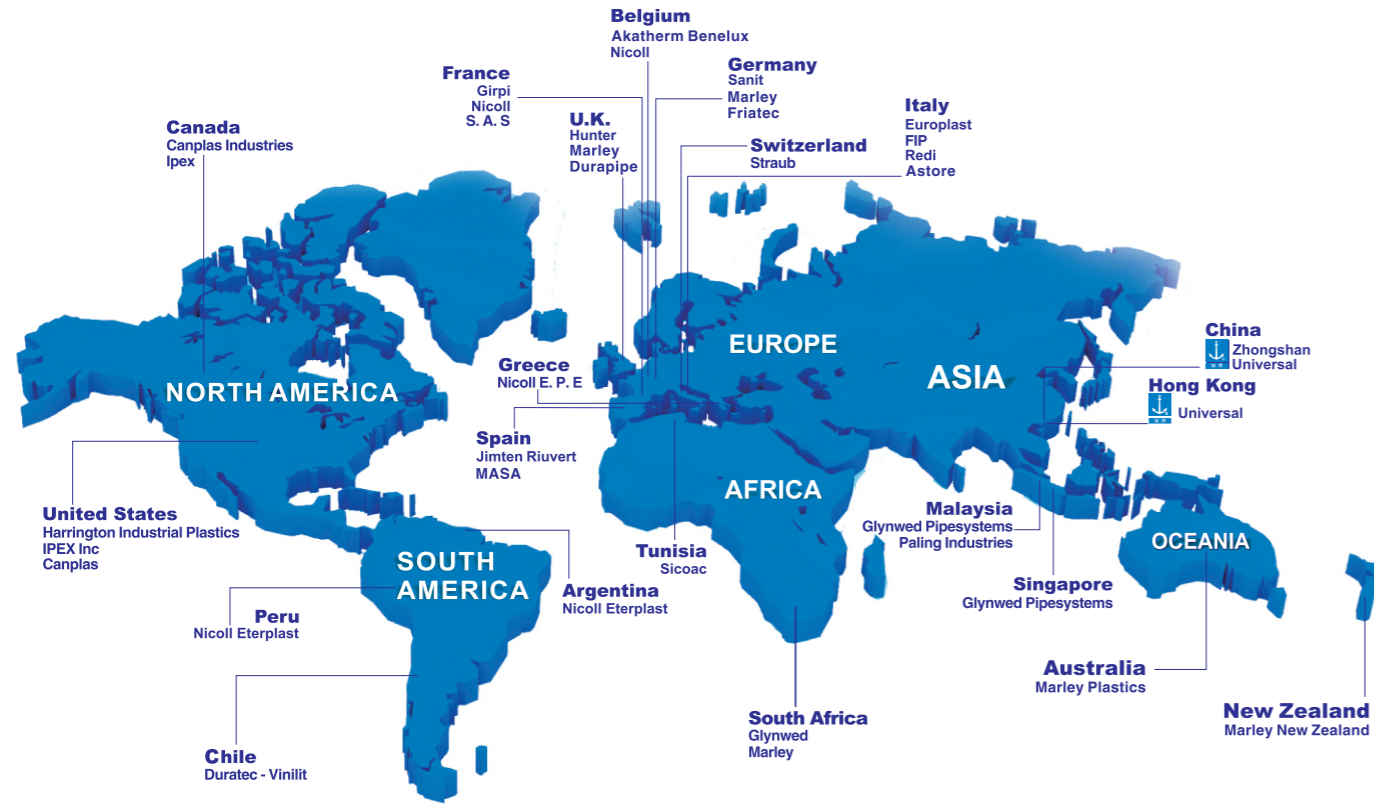 Belgium
Akatherm Benelux
Nicoll
France
Girpi
Nicoll
S. A. S
Germany
Sanit
Marley
Friatec
U.K.
Hunter
Marley
Durapipe
Italy
Europlast
FIP
Redi
Astore
Switzerland
Straub
Canada
Canplas Industries
Ipex
NORTH AMERICA
EUROPE
ASIA
China
Zhongshan
Universal
Hong Kong
Universal
Greece
Nicoll E. P. E
Spain
Jimten Riuvert
MASA
AFRICA
United States
Harrington Industrial Plastics
IPEX Inc
Canplas
Malaysia
Glynwed Pipesystems
Paling Industries
OCEANIA
SOUTH
AMERICA
Tunisia
Sicoac
Argentina
Nicoll Eterplast
Singapore
Glynwed Pipesystems
Peru
Nicoll Eterplast
Australia
Marley Plastics
South Africa
Glynwed
Marley
New Zealand
Marley New Zealand
Chile
Duratec - Vinilit